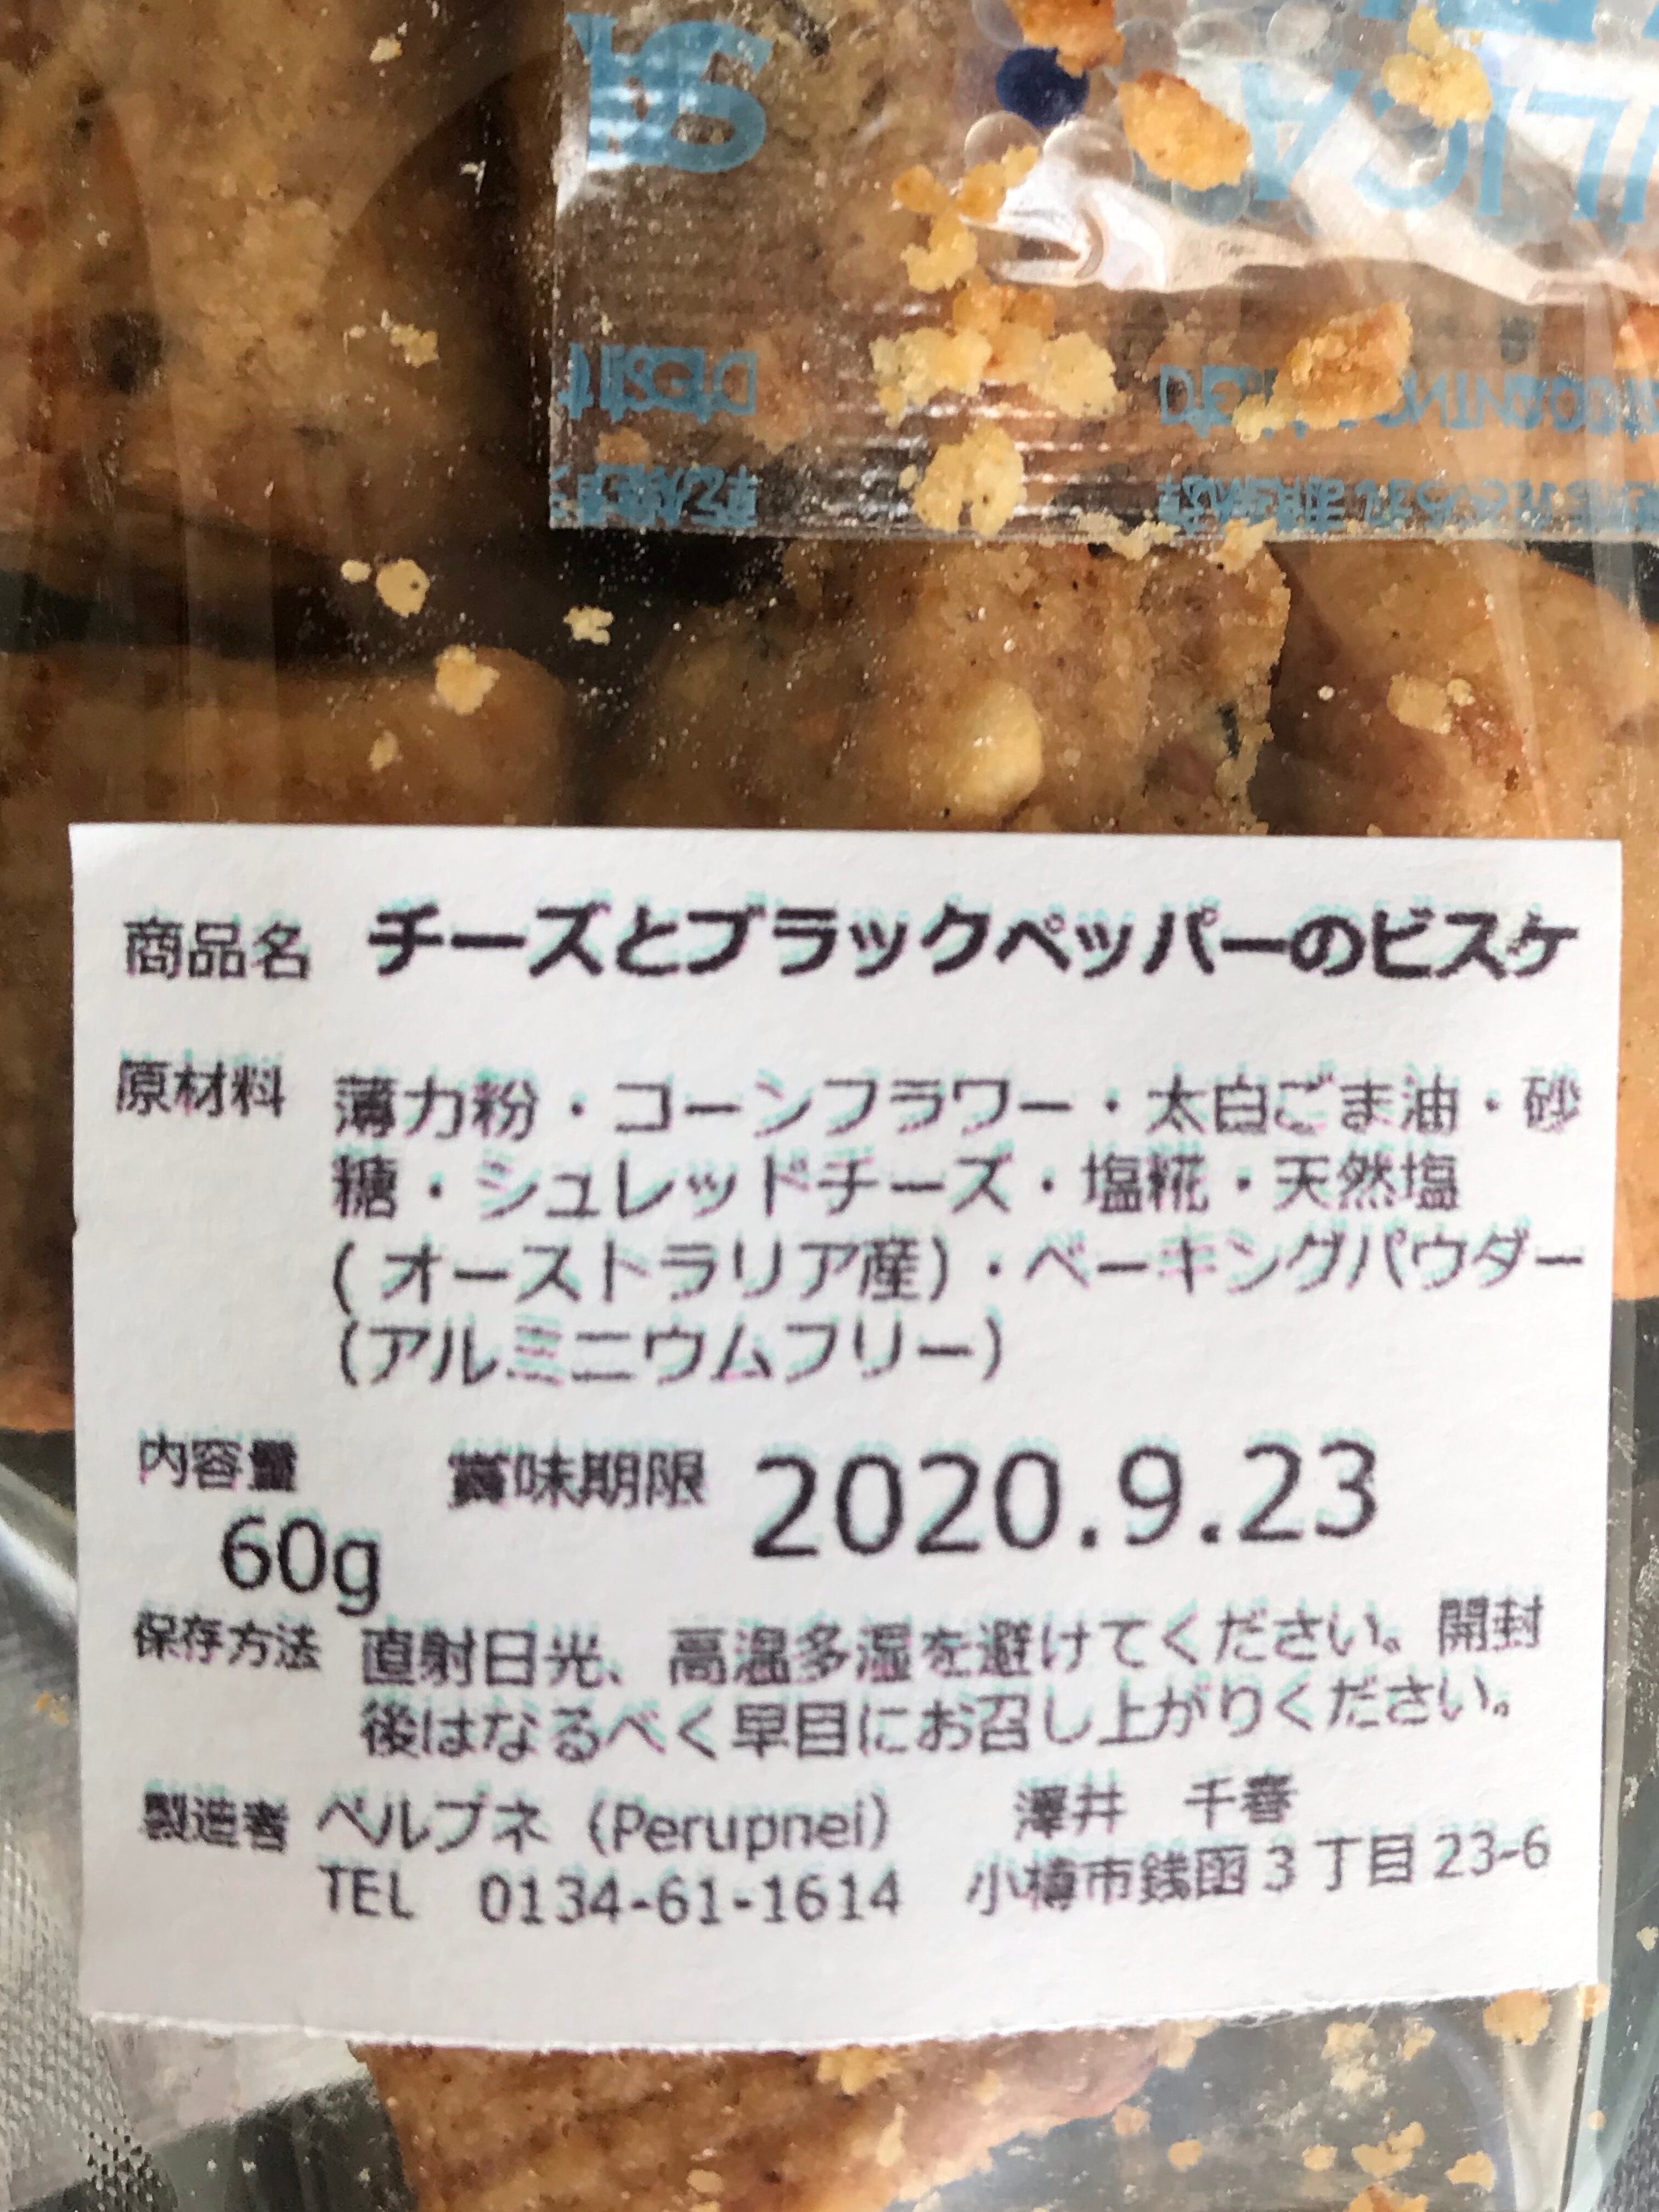 SI
LICA
商品名 チーズとブラックペッパーのビスケ
原材料 薄力粉・コーンフラワー・太白ごま油・砂
糖・シュレッドチーズ・塩糀・天然塩
( オーストラリア産)・ベーキングパウダー
（アルミニウムフリー）
内容量 賞味期限 2020.9.23
60g
保存方法 直射日光、高温多湿を避けてください。開封
後はなるべく早目にお召し上がりください。
製造者 ペルプネ（Perupnei） 澤井 千春
TEL 0134-61-1614 小樽市銭函3丁目23-6